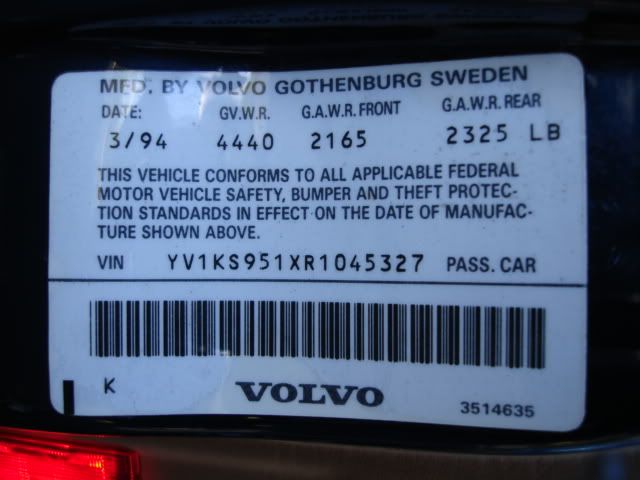 MFD. BY VOLVO GOTHENBURG SWEDEN
DATE: GV.W.R. G.A.W.R. FRONT G.A.W.R. REAR
3/94 4440 2165 2325 LB
THIS VEHICLE CONFORMS TO ALL APPLICABLE FEDERAL
MOTOR VEHICLE SAFETY, BUMPER AND THEFT PROTEC-
TION STANDARDS IN EFFECT ON THE DATE OF MANUFAC-
TURE SHOWN ABOVE.
VIN YV1KS951XR1045327 PASS. CAR
K VOLVO 3514635